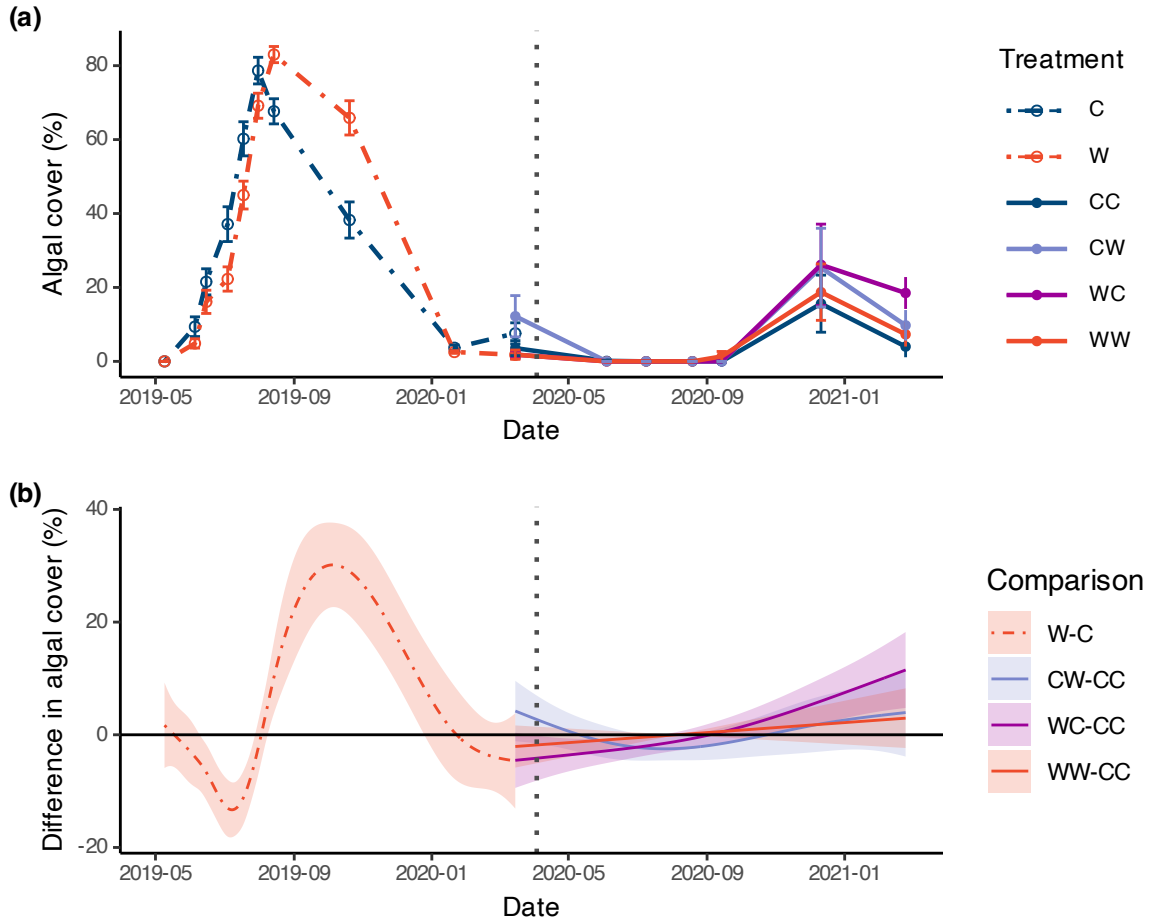 (a)
Algal cover (%)
80
60
40
20
0
2019-05 2019-09 2020-01 2020-05 2020-09 2021-01
Date
Treatment
C
W
CC
CW
WC
WW
(b)
Difference in algal cover (%)
40
20
0
-20
2019-05 2019-09 2020-01 2020-05 2020-09 2021-01
Date
Comparison
W-C
CW-CC
WC-CC
WW-CC